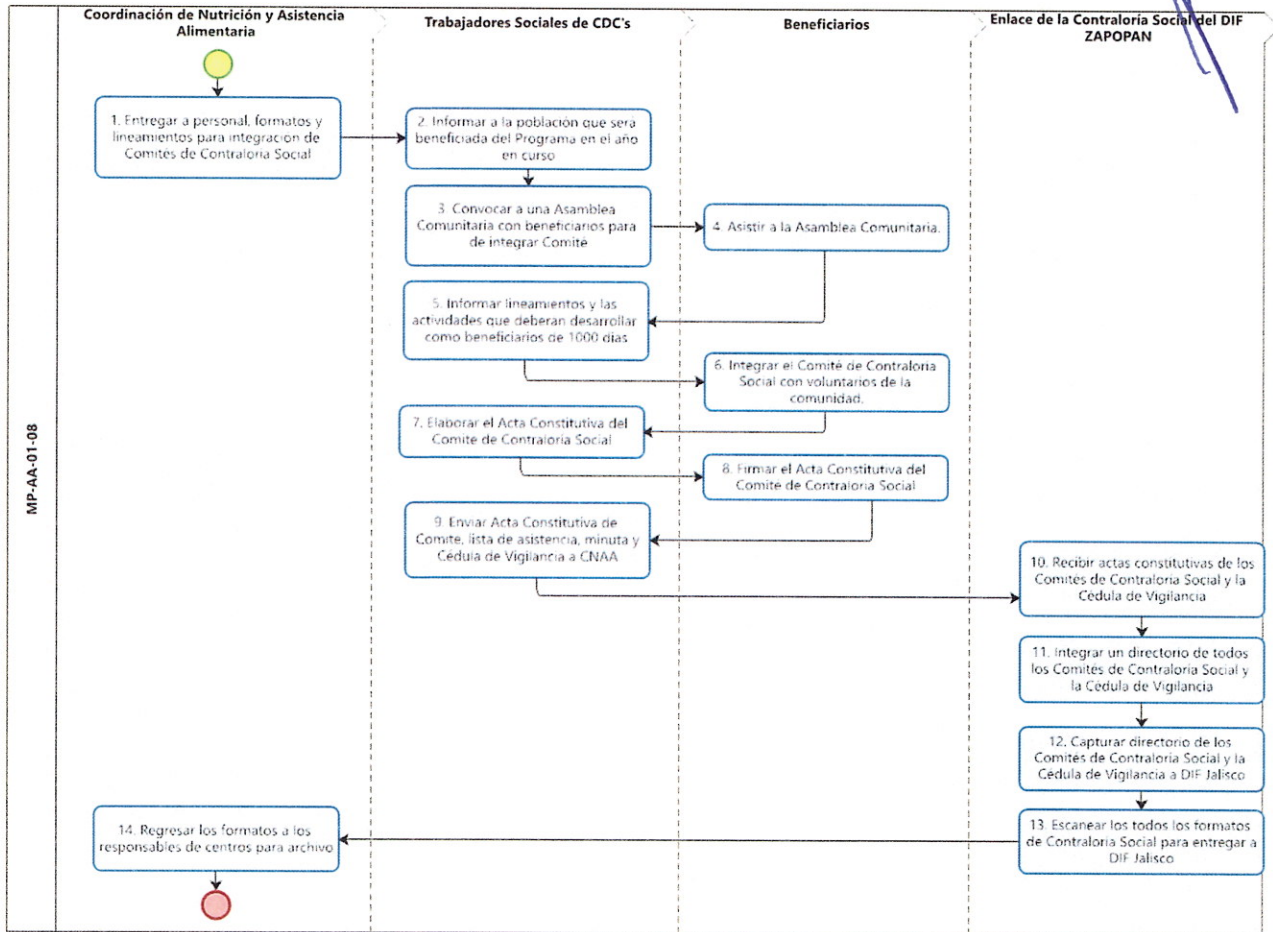 Coordinación de Nutrición y Asistencia
Alimentaria
Trabajadores Sociales de CDC's
Beneficiarios
Enlace de la Contraloría Social del DIF
ZAPOPAN
MP-AA-01-08
1. Entregar a personal, formatos y
lineamientos para integracion de
Comités de Contraloria Social
2. Informar a la población que será
beneficiada del Programa en el año
en curso
3. Convocar a una Asamblea
Comunitaria con beneficiarios para
de integrar Comité
4. Asistir a la Asamblea Comunitaria.
5. Informar lineamientos y las
actividades que deberan desarrollar
como beneficiarios de 1000 dias
6. Integrar el Comité de Contraloria
Social con voluntarios de la
comunidad.
7. Elaborar el Acta Constitutiva del
Comite de Contraloria Social
8. Firmar el Acta Constitutiva del
Comité de Contraloria Social
9. Enviar Acta Constitutiva de
Comite, lista de asistencia, minuta y
Cédula de Vigilancia a CNAA
10. Recibir actas constitutivas de los
Comités de Contraloria Social y la
Cédula de Vigilancia
11. Integrar un directorio de todos
los Comités de Contraloria Social y
la Cédula de Vigilancia
12. Capturar directorio de los
Comités de Contraloria Social y la
Cédula de Vigilancia a DIF Jalisco
13. Escanear los todos los formatos
de Contraloria Social para entregar a
DIF Jalisco
14. Regresar los formatos a los
responsables de centros para archivo